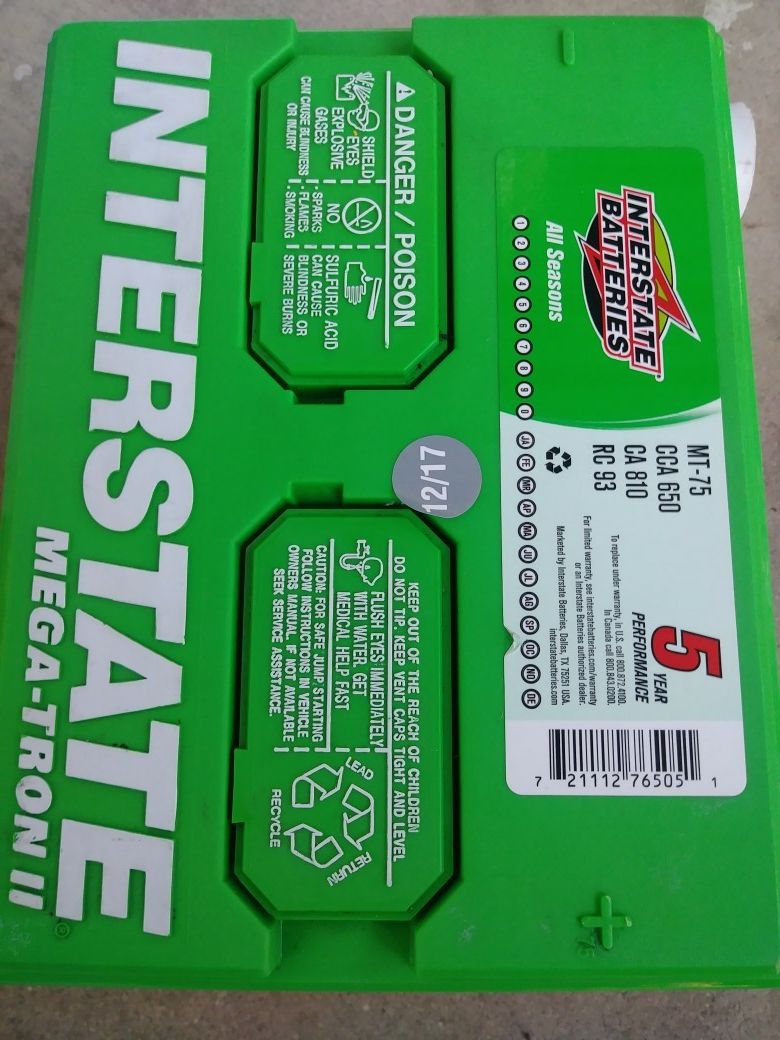 INTERSTATE
BATTERIES
All Seasons
MT-75
CCA 650
CA 810
RC 93
5
YEAR
PERFORMANCE
To replace under warranty, in U.S. call 800.872.4100.
In Canada call 800.843.0200.
For limited warranty, see interstatebatteries.com/warranty
or an Interstate Batteries authorized dealer.
Marketed by Interstate Batteries, Dallas, TX 75251 USA.
interstatebatteries.com
1 2 3 4 5 6 7 8 9 0 JA FE MR AP MA JU JL AG SP OC NO DE
7 21112 76505 1
−
+
75
12/17
⚠ DANGER / POISON
SHIELD
EYES
EXPLOSIVE
GASES
CAN CAUSE BLINDNESS
OR INJURY
NO
• SPARKS
• FLAMES
• SMOKING
SULFURIC ACID
CAN CAUSE
BLINDNESS OR
SEVERE BURNS
KEEP OUT OF THE REACH OF CHILDREN
DO NOT TIP. KEEP VENT CAPS TIGHT AND LEVEL
FLUSH EYES IMMEDIATELY
WITH WATER, GET
MEDICAL HELP FAST
CAUTION: FOR SAFE JUMP STARTING
FOLLOW INSTRUCTIONS IN VEHICLE
OWNERS MANUAL. IF NOT AVAILABLE
SEEK SERVICE ASSISTANCE.
LEAD
RETURN
RECYCLE
INTERSTATE
MEGA-TRON II
®